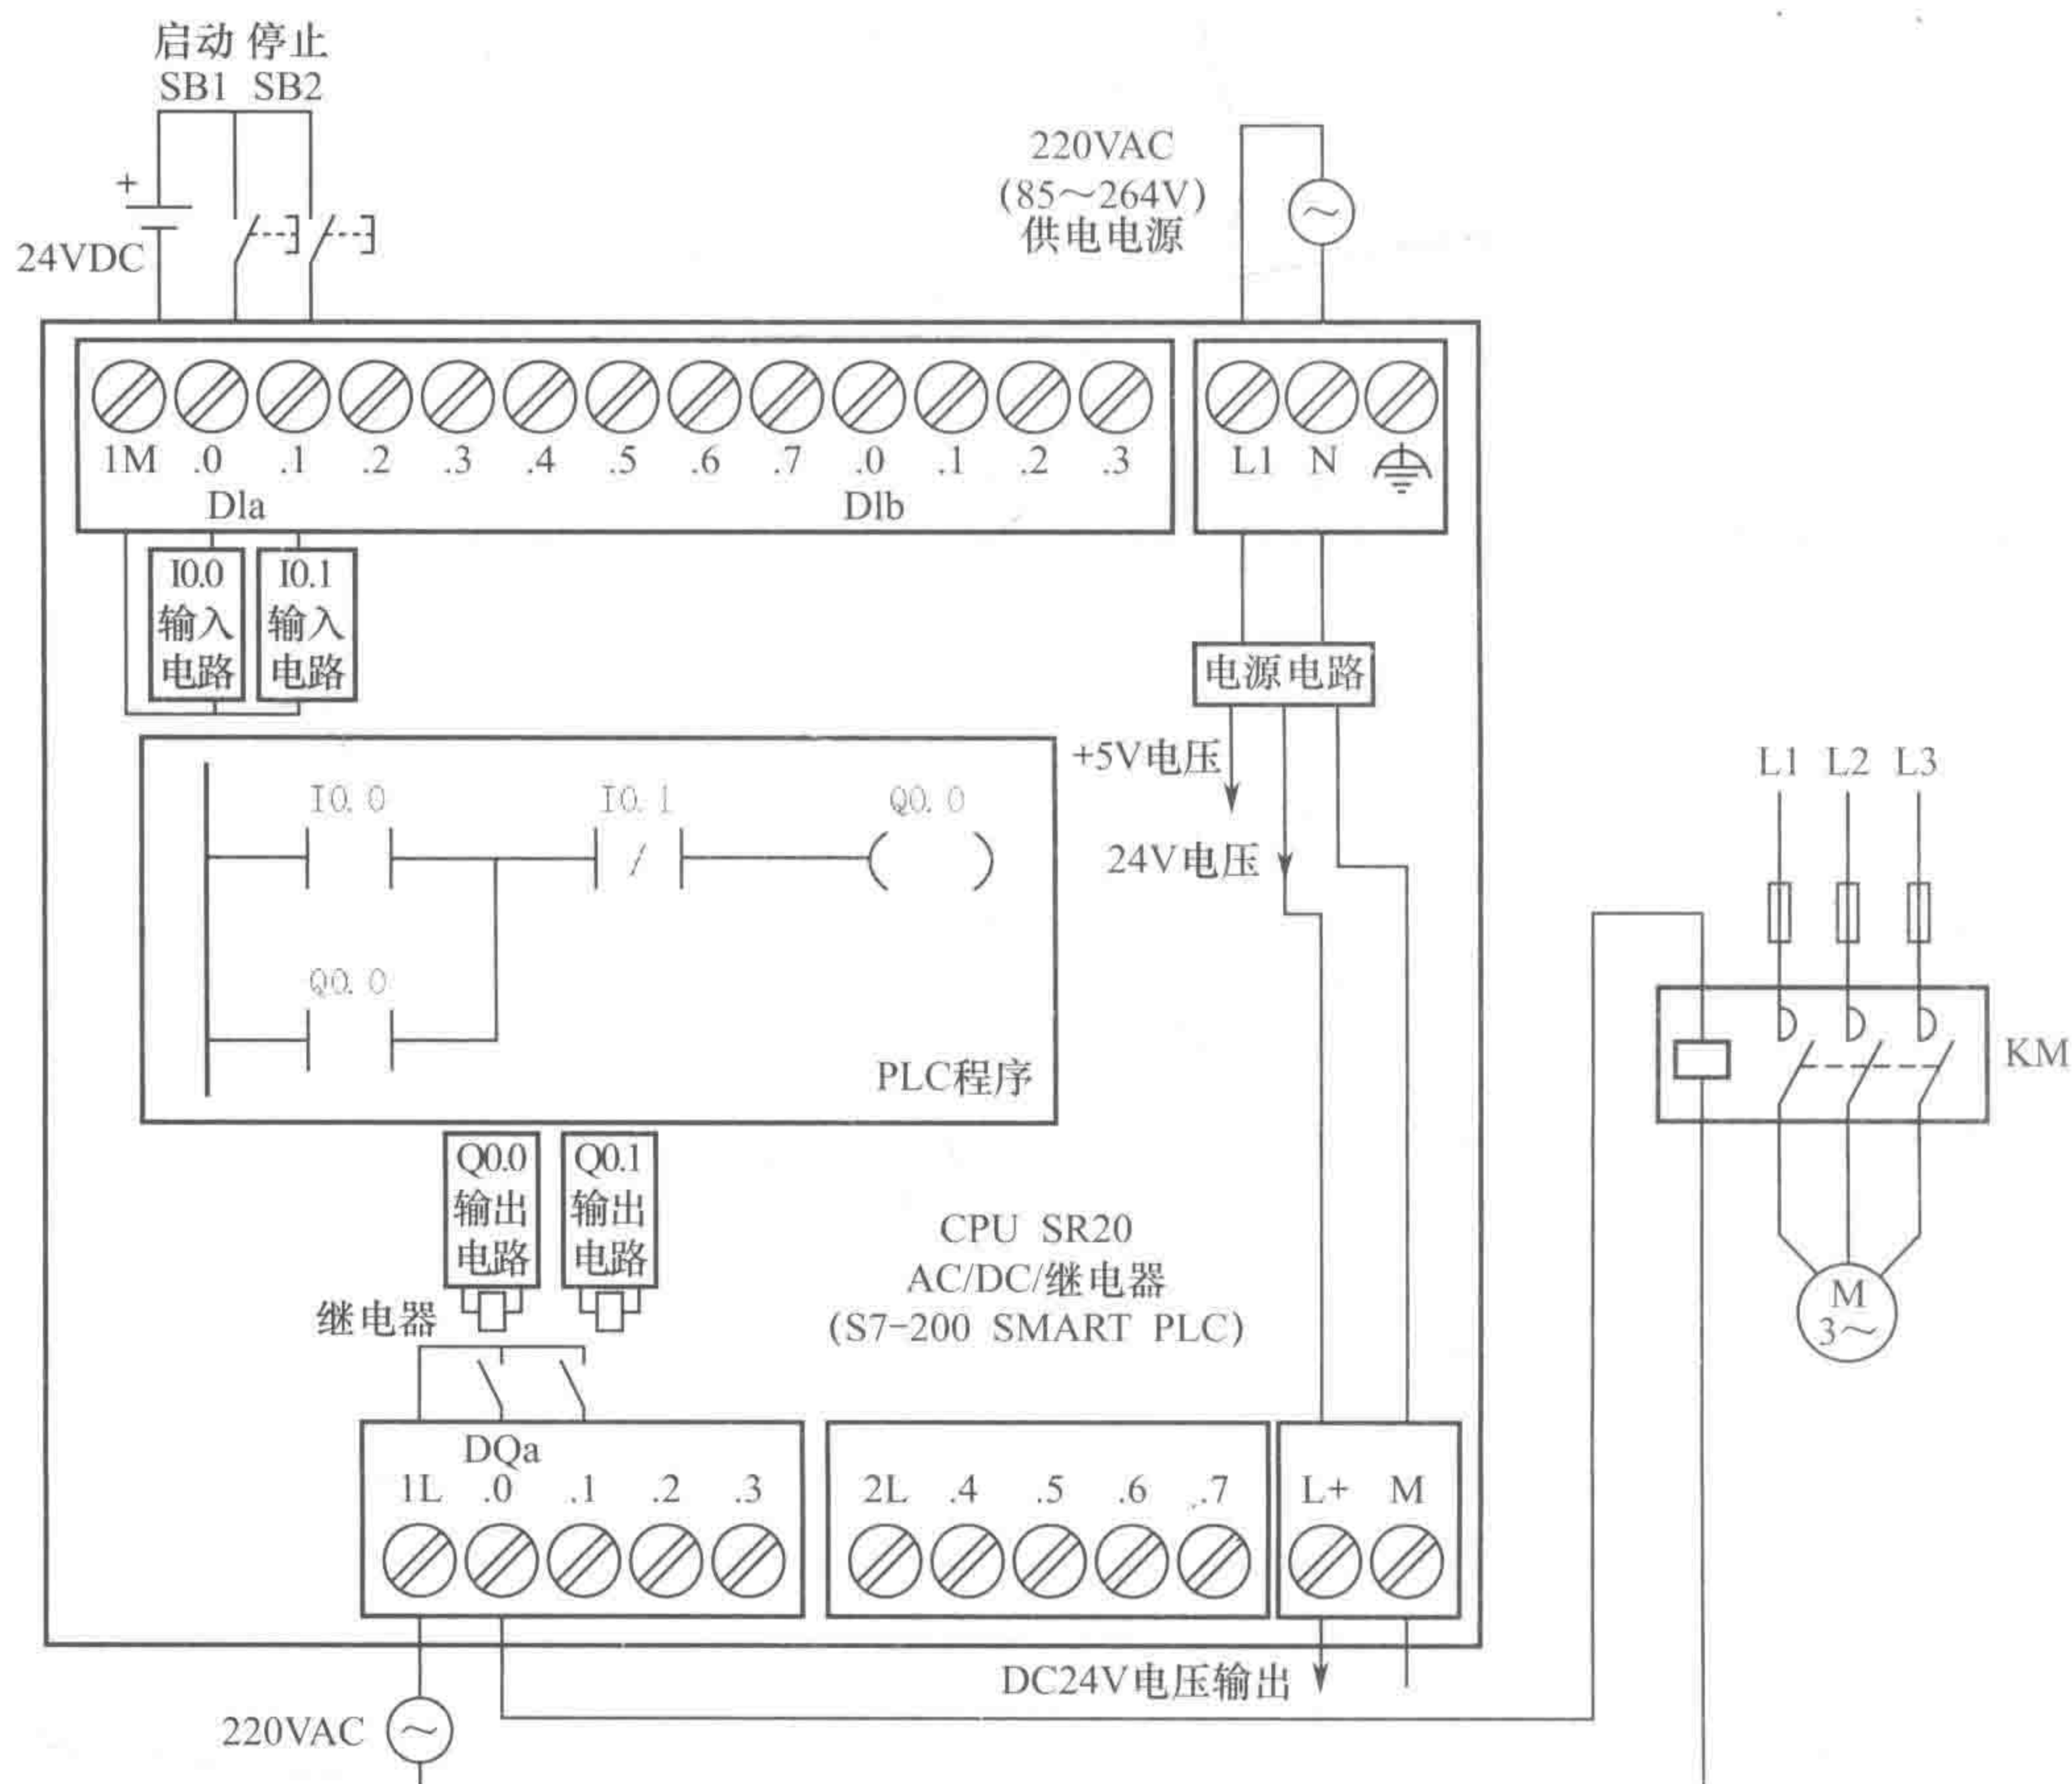 启动 停止
SB1 SB2
+
24VDC
220VAC
(85～264V)
供电电源
1M .0 .1 .2 .3 .4 .5 .6 .7 .0 .1 .2 .3
DIa DIb
L1 N
I0.0
输入
电路
I0.1
输入
电路
电源电路
+5V电压
24V电压
I0.0 I0.1 Q0.0
/
Q0.0
PLC程序
L1 L2 L3
KM
M
3～
Q0.0
输出
电路
Q0.1
输出
电路
继电器
CPU SR20
AC/DC/继电器
(S7-200 SMART PLC)
DQa
1L .0 .1 .2 .3
2L .4 .5 .6 .7
L+ M
DC24V电压输出
220VAC